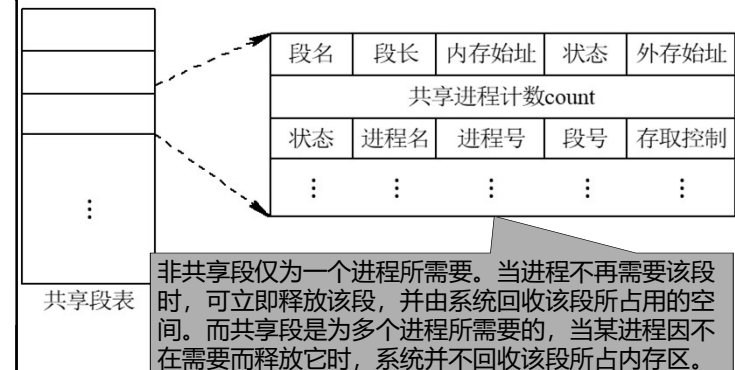 段名 段长 内存始址 状态 外存始址
共享进程计数count
状态 进程名 进程号 段号 存取控制
⋮ ⋮ ⋮ ⋮ ⋮
⋮
共享段表
非共享段仅为一个进程所需要。当进程不再需要该段
时，可立即释放该段，并由系统回收该段所占用的空
间。而共享段是为多个进程所需要的，当某进程因不
在需要而释放它时，系统并不回收该段所占内存区。